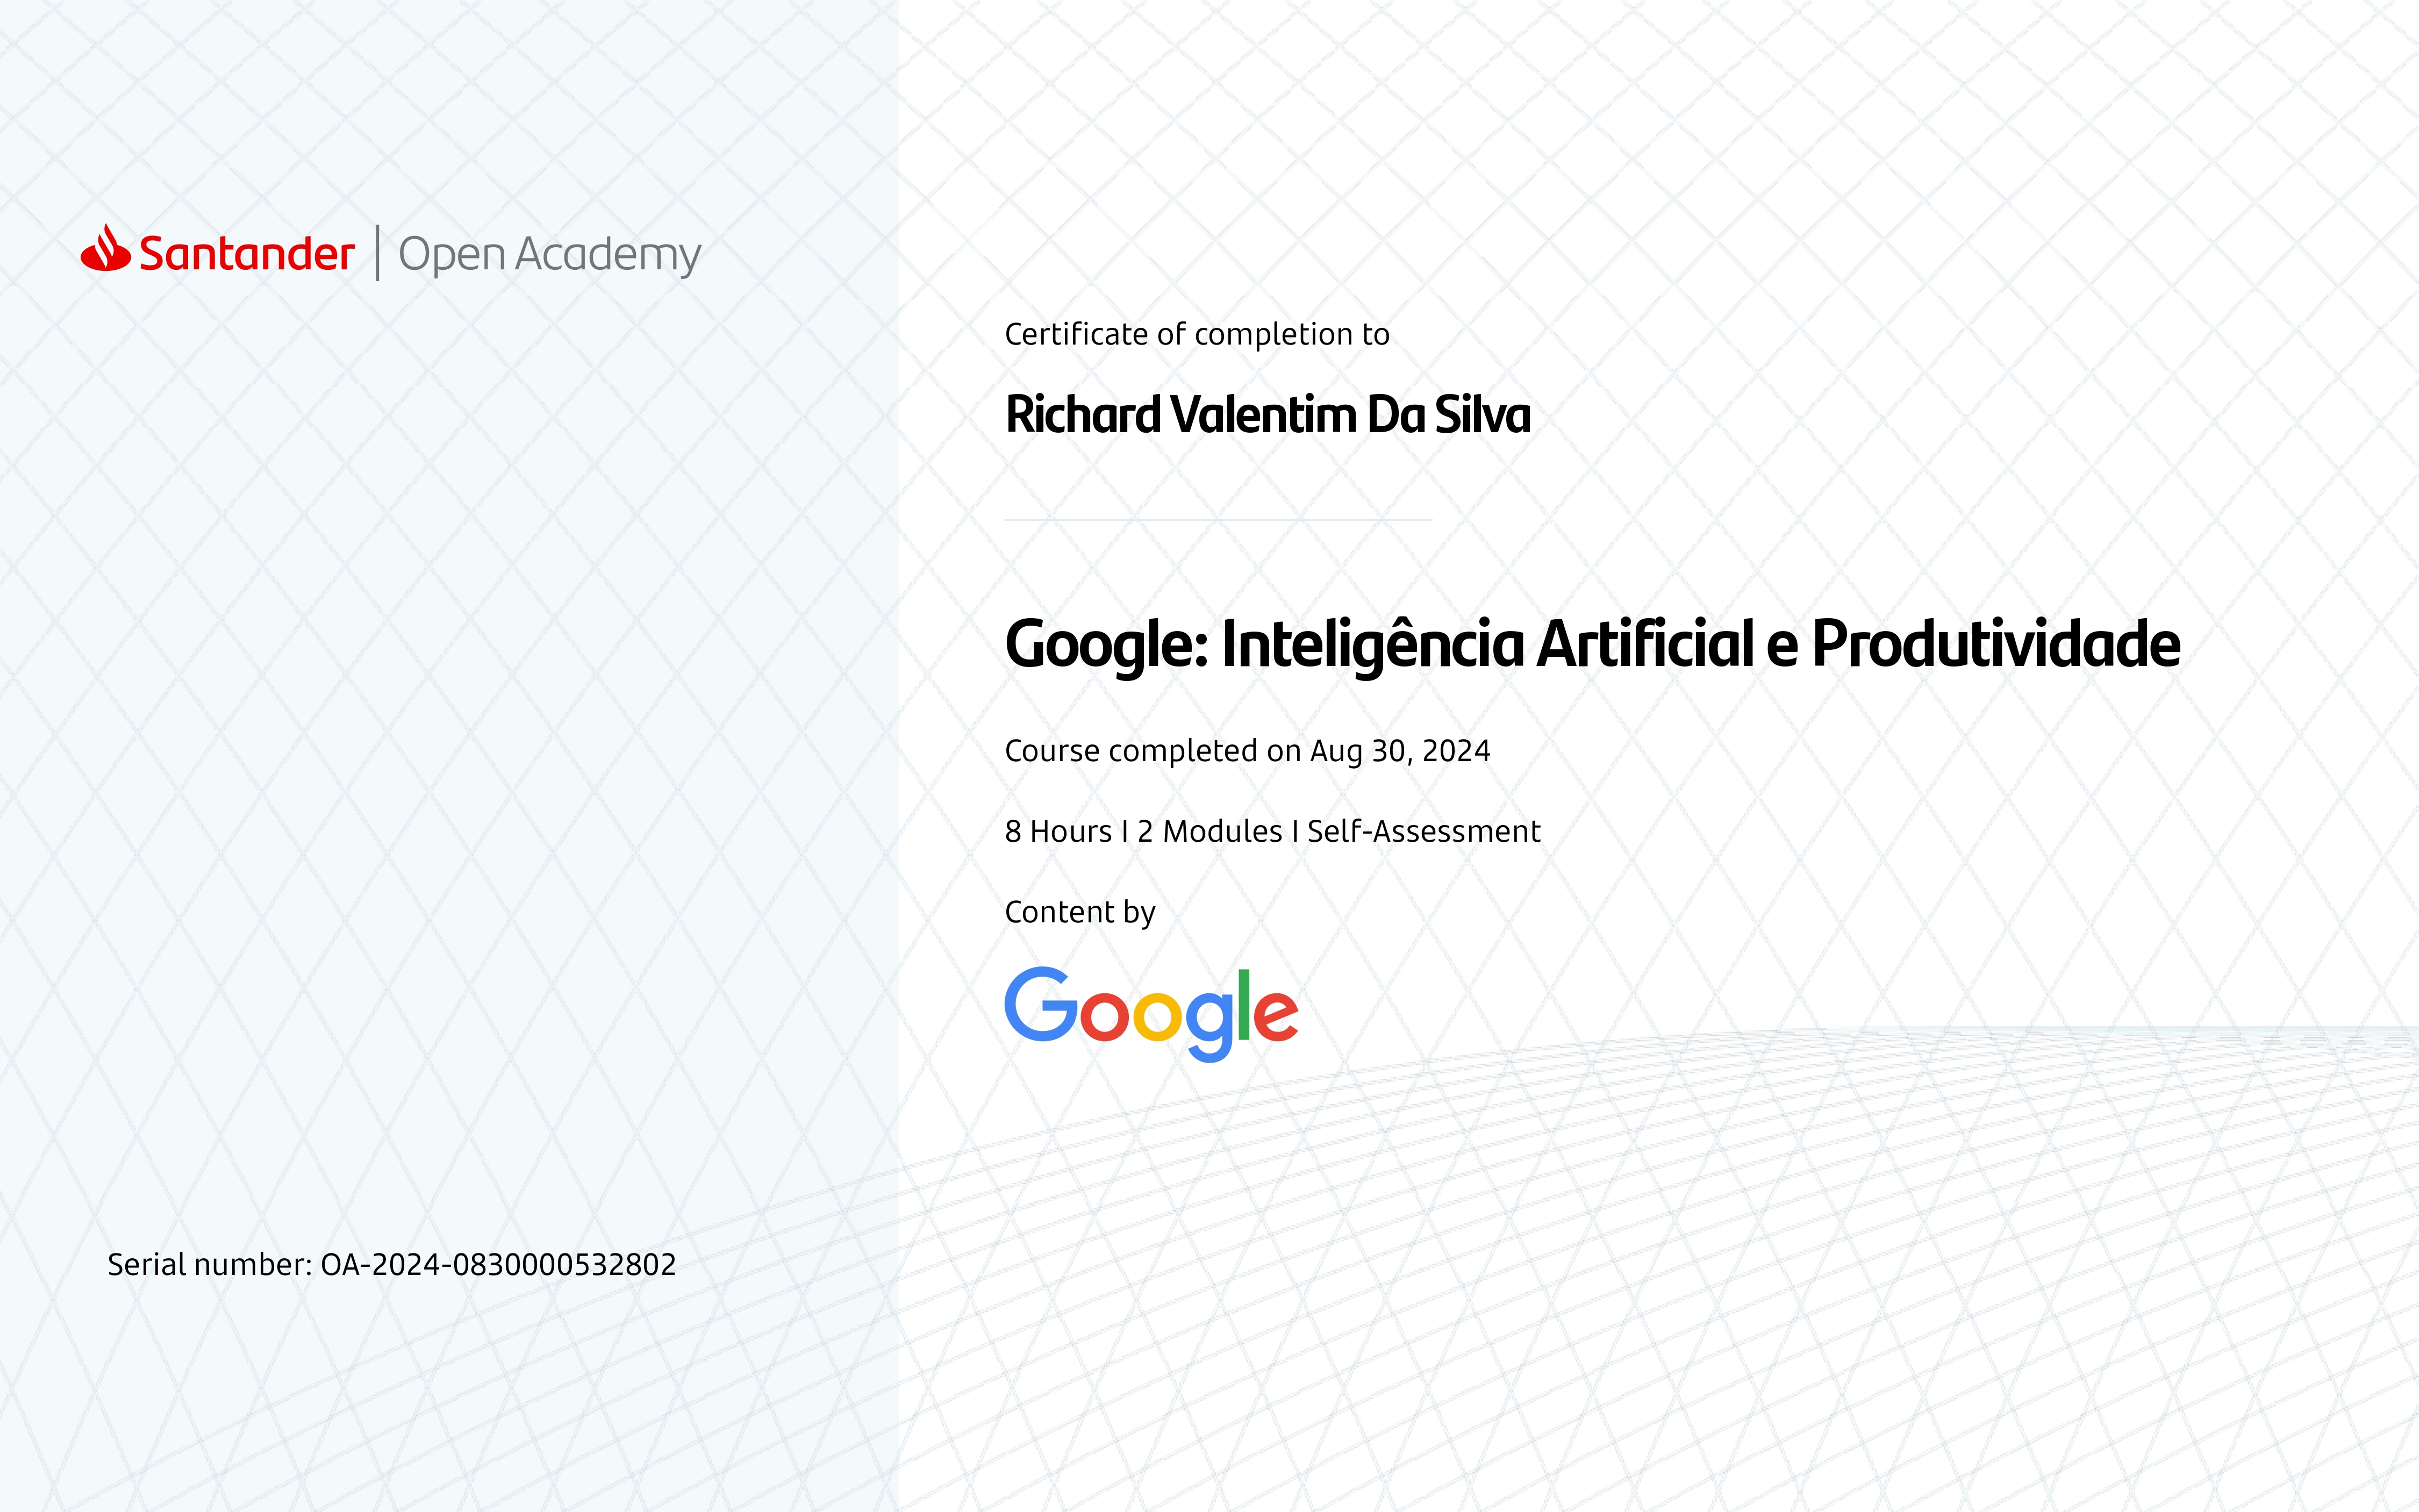 Santander | Open Academy
Certificate of completion to
Richard Valentim Da Silva
Google: Inteligência Artificial e Produtividade
Course completed on Aug 30, 2024
8 Hours I 2 Modules I Self-Assessment
Content by
Google
Serial number: OA-2024-0830000532802